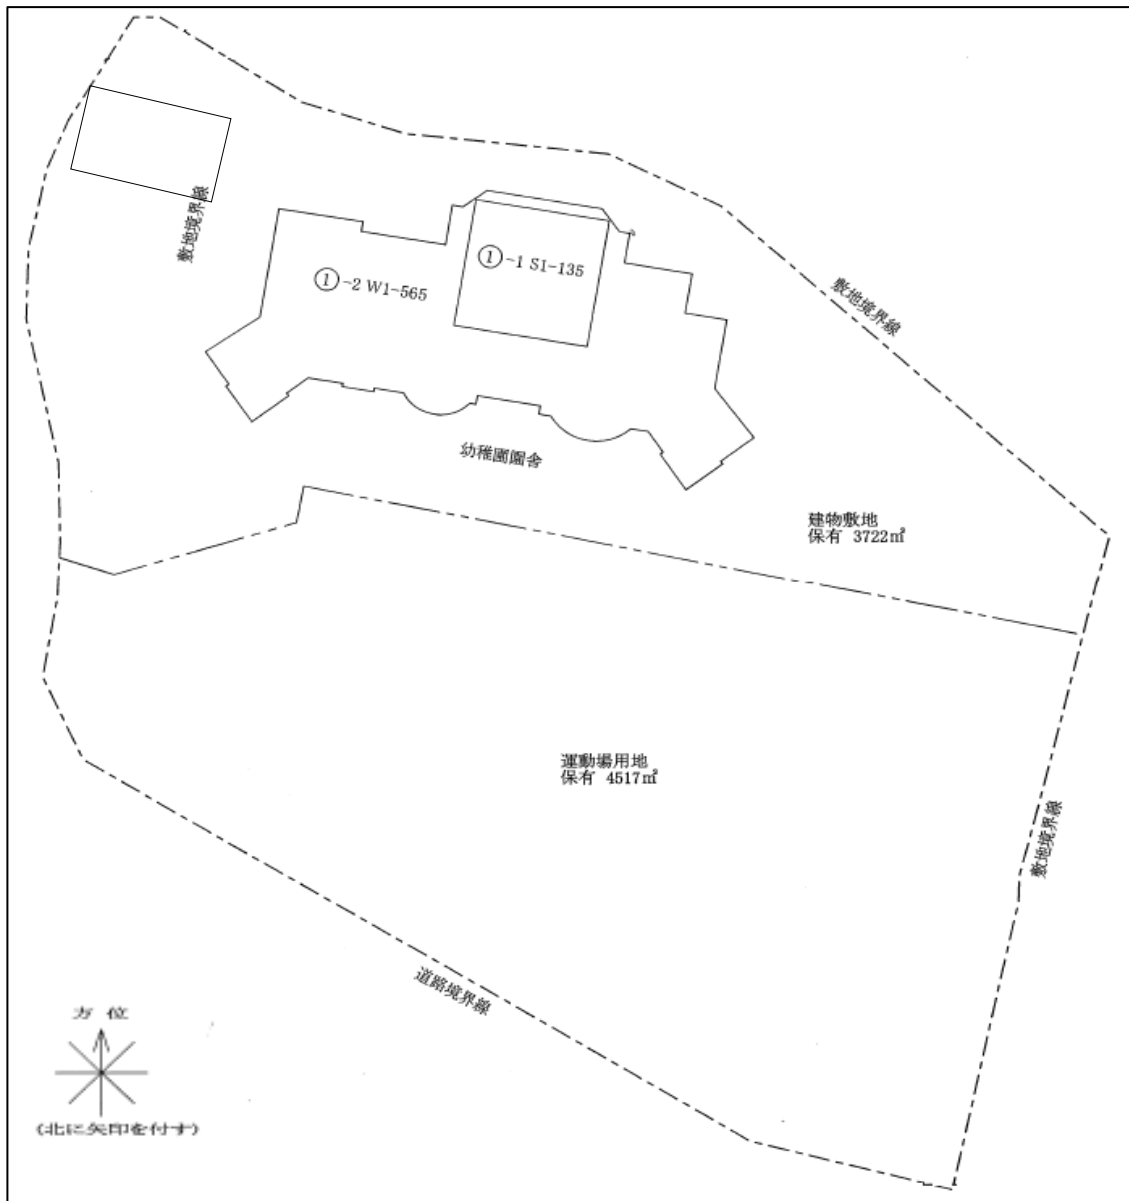 敷地境界線
①-1 S1-135
①-2 W1-565
敷地境界線
幼稚園園舎
建物敷地
保有 3722㎡
運動場用地
保有 4517㎡
敷地境界線
道路境界線
方 位
(北に矢印を付す)